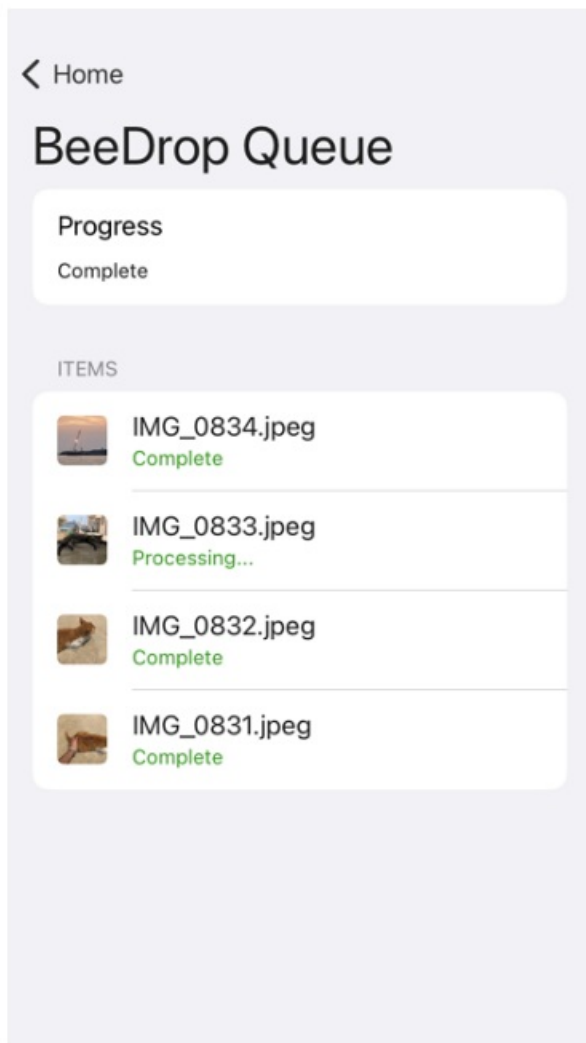 Home
BeeDrop Queue
Progress
Complete
ITEMS
IMG_0834.jpeg
Complete
IMG_0833.jpeg
Processing...
IMG_0832.jpeg
Complete
IMG_0831.jpeg
Complete